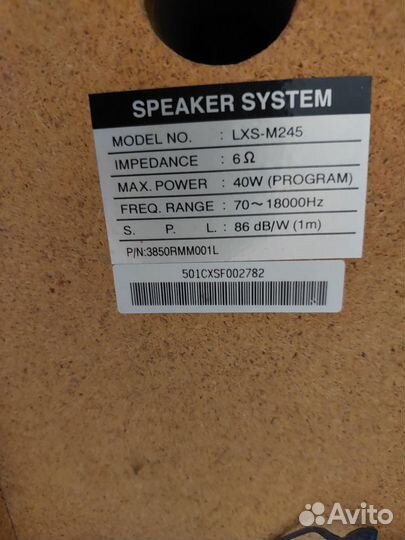 SPEAKER SYSTEM
MODEL NO. : LXS-M245
IMPEDANCE : 6Ω
MAX. POWER : 40W (PROGRAM)
FREQ. RANGE : 70~18000Hz
S. P. L. : 86 dB/W (1m)
P/N:3850RMM001L
501CXSF002782
Avito